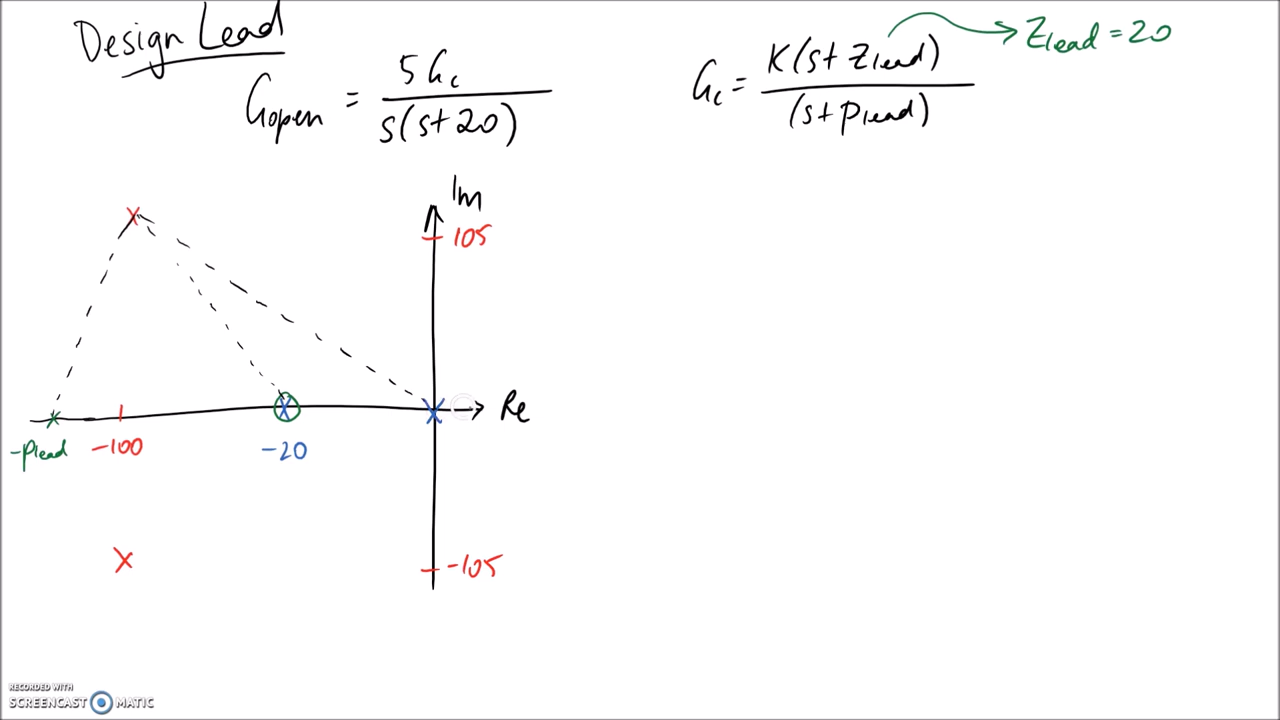 Design Lead
Gopen = 5Gc / s(s+20)
Gc = K(s+Zlead) / (s+Plead)
Zlead = 20
Im
105
Re
-Plead
-100
-20
-105
RECORDED WITH
SCREENCAST MATIC